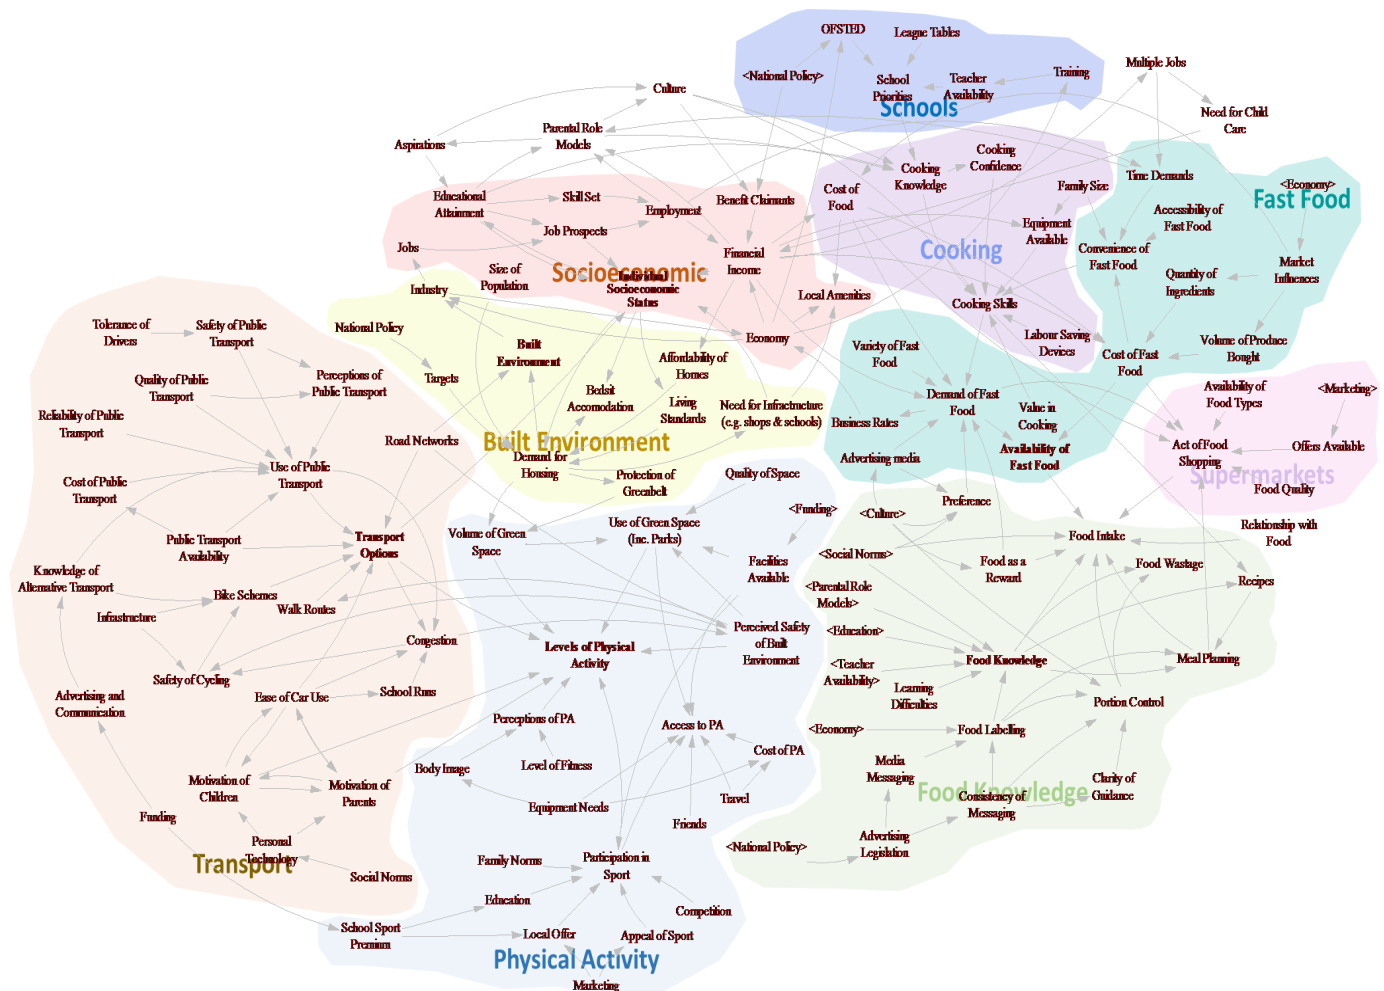 OFSTED
League Tables
<National Policy>
School
Priorities
Teacher
Availability
Training
Schools
Multiple Jobs
Need for Child
Care
Culture
Parental Role
Models
Aspirations
Educational
Attainment
Skill Set
Employment
Benefit Claimants
Job Prospects
Jobs
Financial
Income
Socioeconomic
Individual
Socioeconomic
Status
Size of
Population
Industry
Local Amenities
Economy
Cooking
Knowledge
Cooking
Confidence
Cost of
Food
Family Size
Equipment
Available
Cooking
Cooking Skills
Labour Saving
Devices
Time Demands
<Economy>
Fast Food
Accessibility of
Fast Food
Convenience of
Fast Food
Quantity of
Ingredients
Market
Influences
Volume of Produce
Bought
Cost of Fast
Food
Variety of Fast
Food
Demand of Fast
Food
Value in
Cooking
Business Rates
Availability of
Fast Food
Advertising media
Preference
Availability of
Food Types
<Marketing>
Act of Food
Shopping
Offers Available
Supermarkets
Food Quality
Relationship with
Food
National Policy
Targets
Built
Environment
Affordability of
Homes
Bedsit
Accomodation
Living
Standards
Need for Infrastructure
(e.g. shops & schools)
Built Environment
Demand for
Housing
Protection of
Greenbelt
Tolerance of
Drivers
Safety of Public
Transport
Perceptions of
Public Transport
Quality of Public
Transport
Reliability of Public
Transport
Road Networks
Use of Public
Transport
Cost of Public
Transport
Public Transport
Availability
Transport
Options
Knowledge of
Alternative Transport
Bike Schemes
Walk Routes
Infrastructure
Congestion
Safety of Cycling
Ease of Car Use
School Runs
Advertising and
Communication
Motivation of
Children
Motivation of
Parents
Funding
Personal
Technology
Transport
Social Norms
Quality of Space
Volume of Green
Space
Use of Green Space
(Inc. Parks)
<Funding>
Facilities
Available
Levels of Physical
Activity
Perceived Safety
of Built
Environment
Perceptions of PA
Access to PA
Cost of PA
Body Image
Level of Fitness
Equipment Needs
Travel
Friends
Family Norms
Participation in
Sport
Education
Competition
School Sport
Premium
Local Offer
Appeal of Sport
Physical Activity
Marketing
<Culture>
<Social Norms>
Food as a
Reward
Food Intake
Food Wastage
Recipes
<Parental Role
Models>
<Education>
<Teacher
Availability>
Food Knowledge
Meal Planning
Learning
Difficulties
Portion Control
<Economy>
Food Labelling
Media
Messaging
Clarity of
Guidance
Food Knowledge
Consistency of
Messaging
Advertising
Legislation
<National Policy>